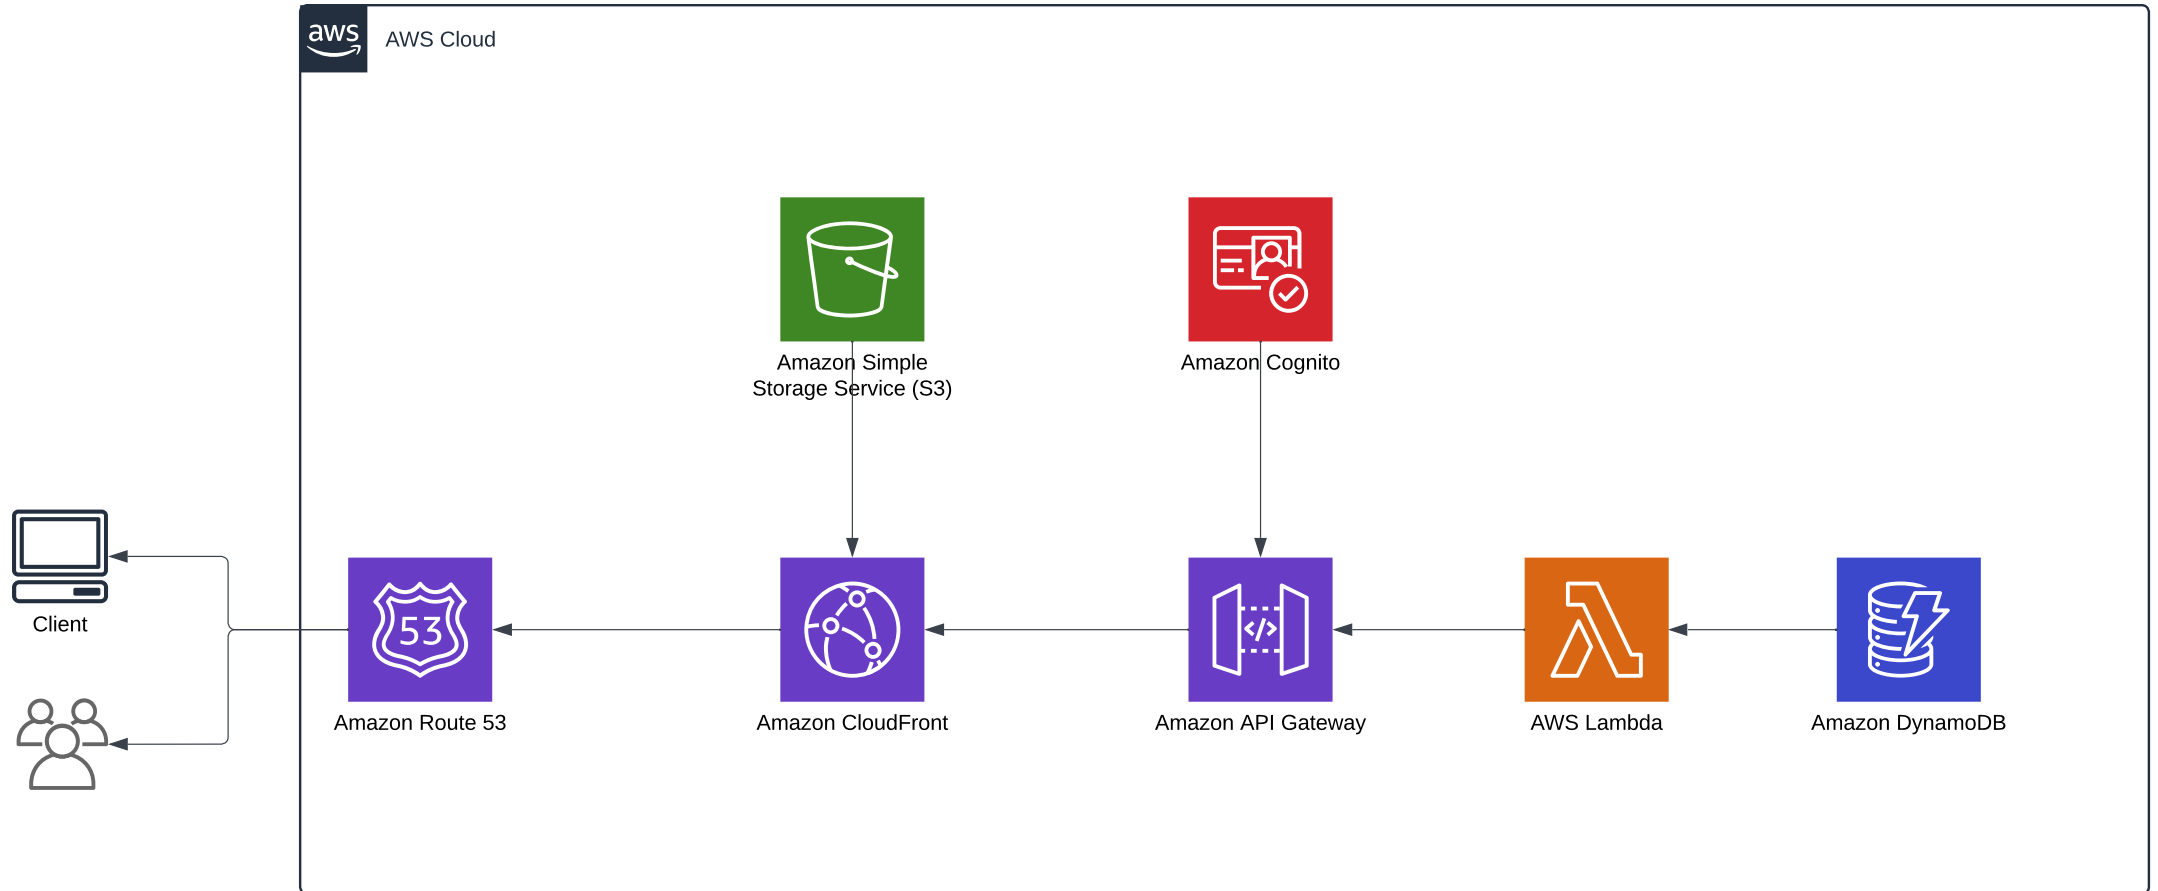 aws
AWS Cloud
Amazon Simple
Storage Service (S3)
Amazon Cognito
Client
53
</>
Amazon Route 53
Amazon CloudFront
Amazon API Gateway
AWS Lambda
Amazon DynamoDB